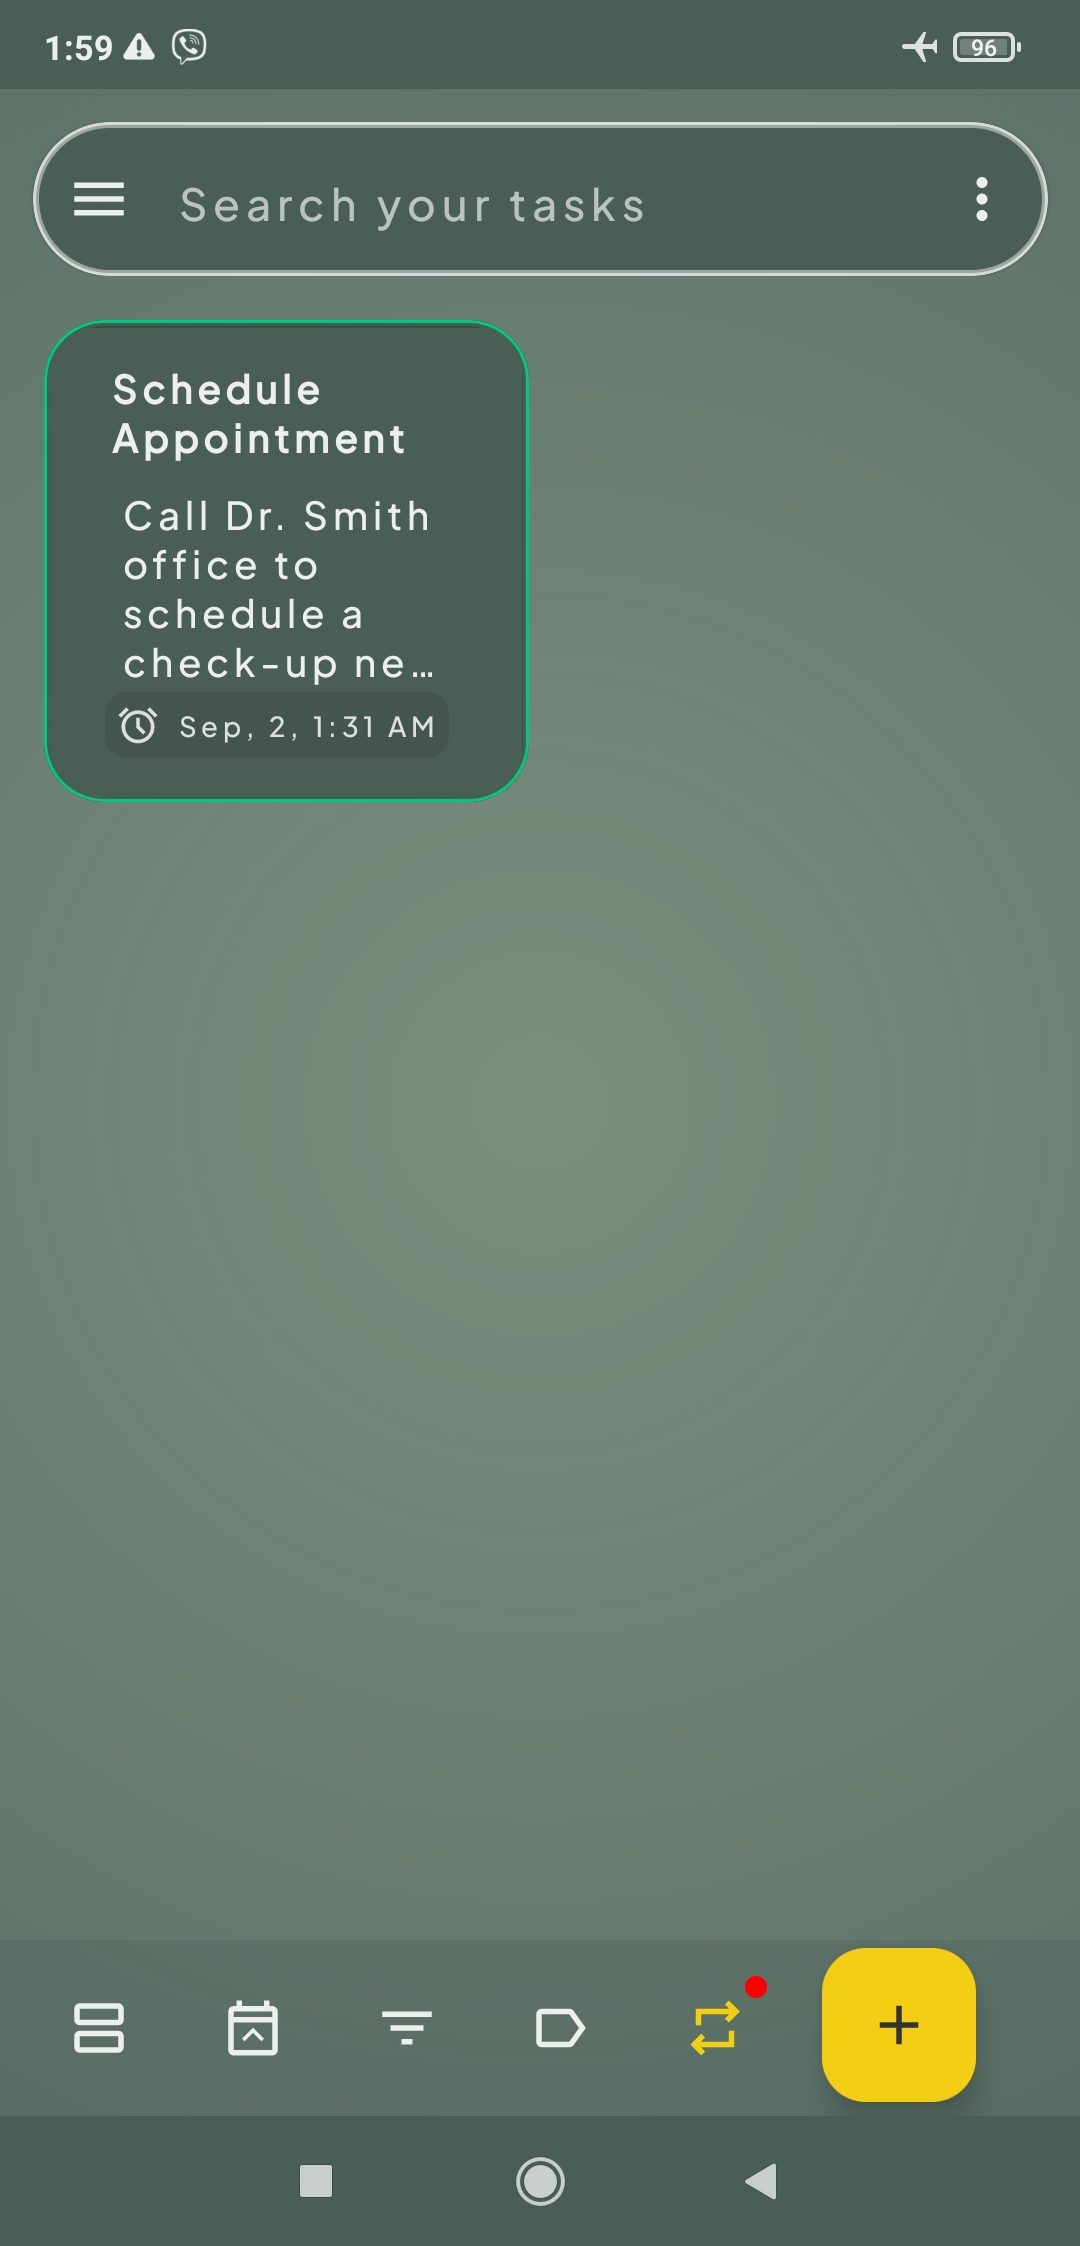 1:59
96
Search your tasks
Schedule
Appointment
Call Dr. Smith
office to
schedule a
check-up ne…
Sep, 2, 1:31 AM